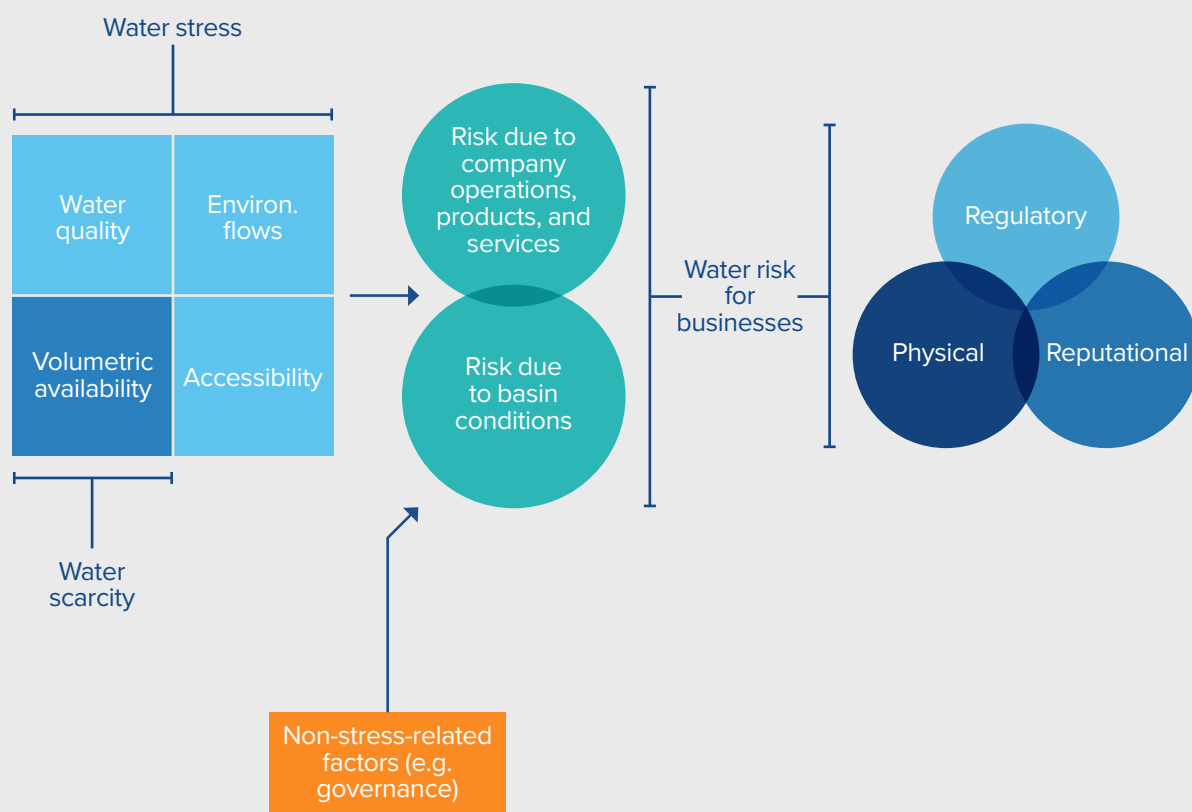 Water stress
Water
quality
Environ.
flows
Volumetric
availability
Accessibility
Water
scarcity
Risk due to
company
operations,
products, and
services
Risk due
to basin
conditions
Non-stress-related
factors (e.g.
governance)
Water risk
for
businesses
Regulatory
Physical
Reputational